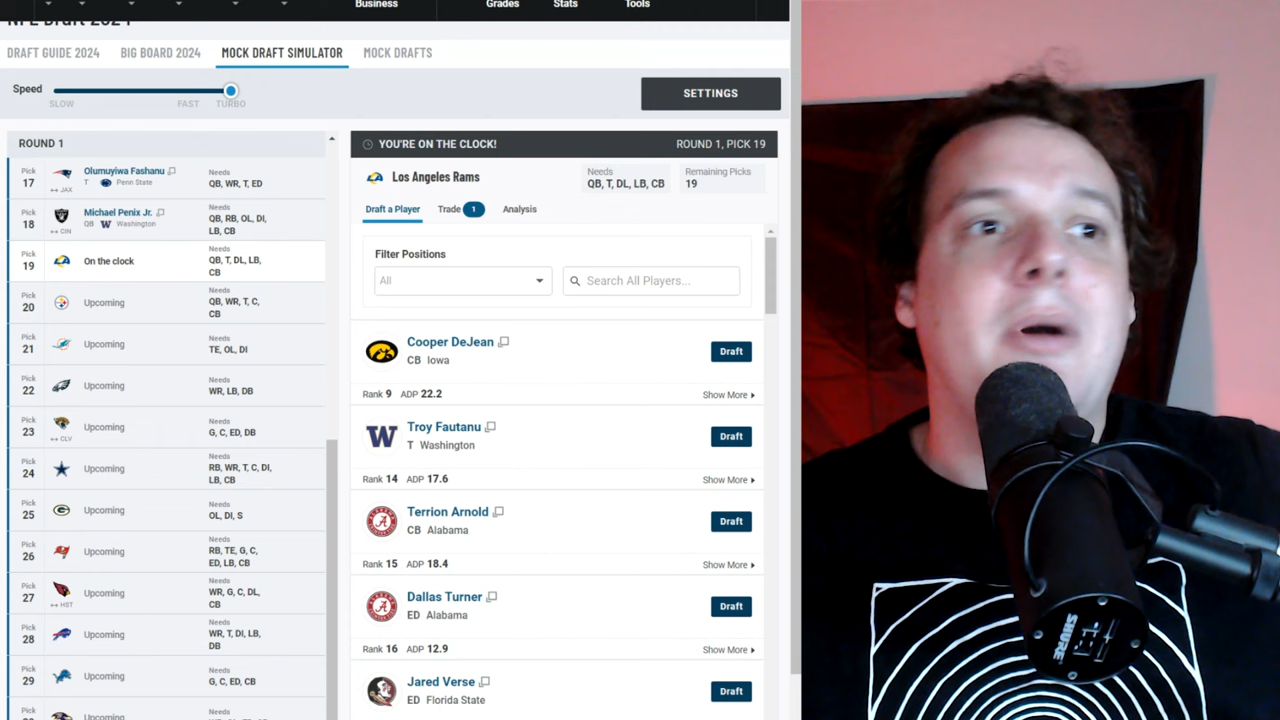 Business
Grades
Stats
Tools
NFL Draft 2024
DRAFT GUIDE 2024
BIG BOARD 2024
MOCK DRAFT SIMULATOR
MOCK DRAFTS
Speed
SLOW
FAST
TURBO
SETTINGS
ROUND 1
Pick 17
JAX
Olumuyiwa Fashanu
T Penn State
Needs
QB, WR, T, ED
Pick 18
CIN
Michael Penix Jr.
QB W Washington
Needs
QB, RB, OL, DI,
LB, CB
Pick 19
On the clock
Needs
QB, T, DL, LB,
CB
Pick 20
Upcoming
Needs
QB, WR, T, C,
CB
Pick 21
Upcoming
Needs
TE, OL, DI
Pick 22
Upcoming
Needs
WR, LB, DB
Pick 23
CLV
Upcoming
Needs
G, C, ED, DB
Pick 24
Upcoming
Needs
RB, WR, T, C, DI,
LB, CB
Pick 25
Upcoming
Needs
OL, DI, S
Pick 26
Upcoming
Needs
RB, TE, G, C,
ED, LB, CB
Pick 27
HST
Upcoming
Needs
WR, G, C, DL,
CB
Pick 28
Upcoming
Needs
WR, T, DI, LB,
DB
Pick 29
Upcoming
Needs
G, C, ED, CB
Upcoming
YOU'RE ON THE CLOCK!
ROUND 1, PICK 19
Los Angeles Rams
Needs
QB, T, DL, LB, CB
Remaining Picks
19
Draft a Player
Trade 1
Analysis
Filter Positions
All
Search All Players...
Cooper DeJean
CB Iowa
Draft
Rank 9 ADP 22.2
Show More
W
Troy Fautanu
T Washington
Draft
Rank 14 ADP 17.6
Show More
Terrion Arnold
CB Alabama
Draft
Rank 15 ADP 18.4
Show More
Dallas Turner
ED Alabama
Draft
Rank 16 ADP 12.9
Show More
Jared Verse
ED Florida State
Draft
SHURE